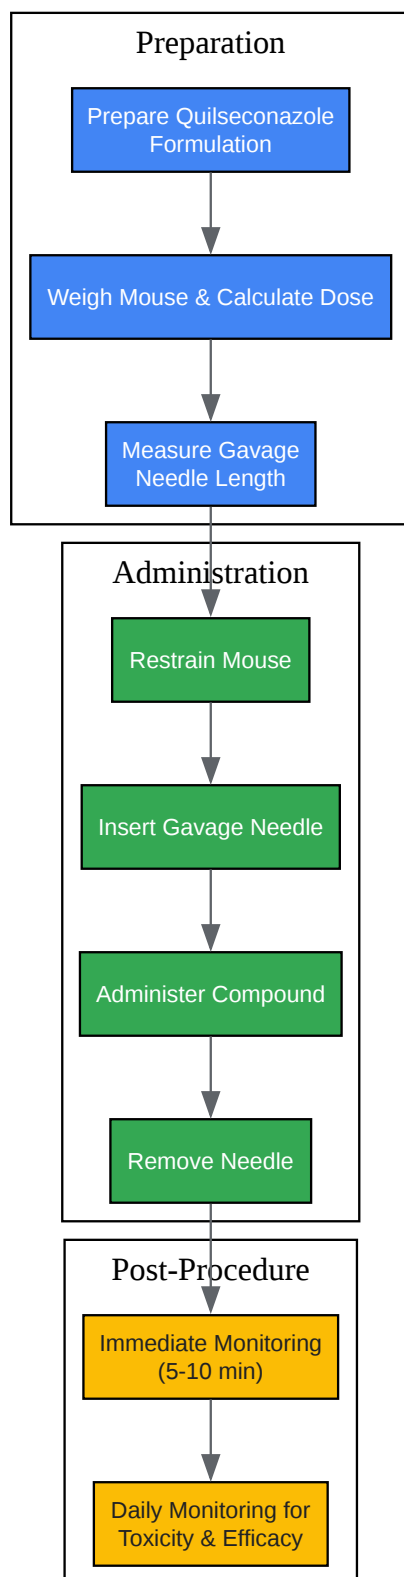 Preparation
Prepare Quilseconazole
Formulation
Weigh Mouse & Calculate Dose
Measure Gavage
Needle Length
Administration
Restrain Mouse
Insert Gavage Needle
Administer Compound
Remove Needle
Post-Procedure
Immediate Monitoring
(5-10 min)
Daily Monitoring for
Toxicity & Efficacy